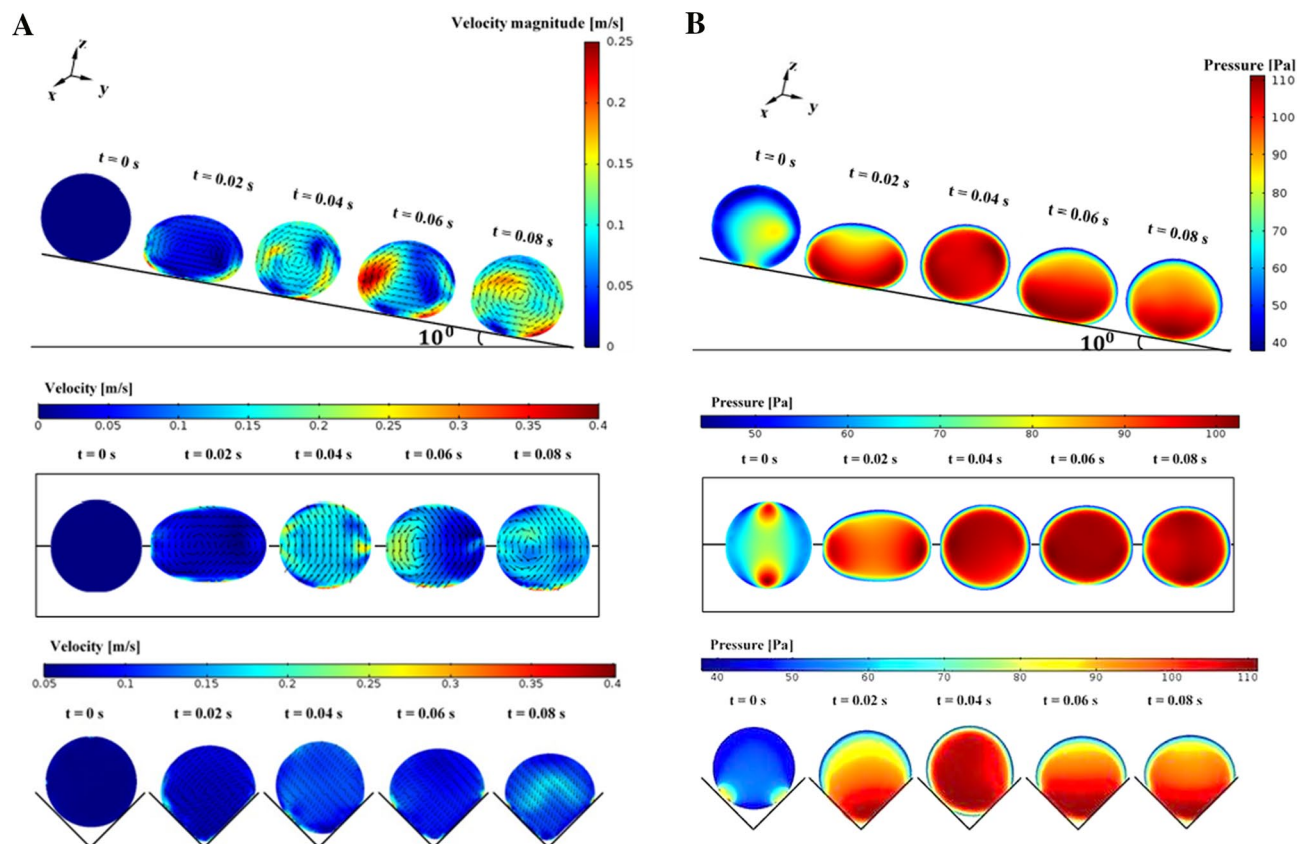 A
Velocity magnitude [m/s]
z
x
y
0.25
0.2
0.15
0.1
0.05
0
t = 0 s
t = 0.02 s
t = 0.04 s
t = 0.06 s
t = 0.08 s
10⁰
Velocity [m/s]
0 0.05 0.1 0.15 0.2 0.25 0.3 0.35 0.4
t = 0 s t = 0.02 s t = 0.04 s t = 0.06 s t = 0.08 s
Velocity [m/s]
0.05 0.1 0.15 0.2 0.25 0.3 0.35 0.4
t = 0 s t = 0.02 s t = 0.04 s t = 0.06 s t = 0.08 s
B
Pressure [Pa]
z
x
y
110
100
90
80
70
60
50
40
t = 0 s
t = 0.02 s
t = 0.04 s
t = 0.06 s
t = 0.08 s
10⁰
Pressure [Pa]
50 60 70 80 90 100
t = 0 s t = 0.02 s t = 0.04 s t = 0.06 s t = 0.08 s
Pressure [Pa]
40 50 60 70 80 90 100 110
t = 0 s t = 0.02 s t = 0.04 s t = 0.06 s t = 0.08 s